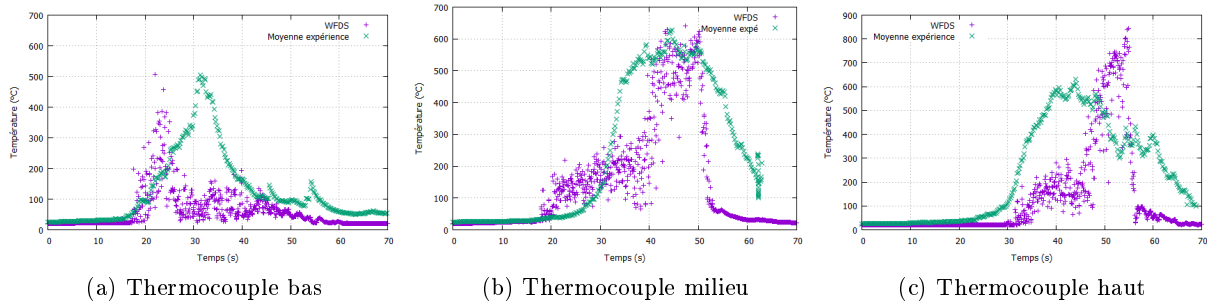 700
600
500
400
300
200
100
0
0 10 20 30 40 50 60 70
Température (ºC)
Temps (s)
WFDS
Moyenne expérience
(a) Thermocouple bas
700
600
500
400
300
200
100
0
0 10 20 30 40 50 60 70
Température (ºC)
Temps (s)
WFDS
Moyenne expé
(b) Thermocouple milieu
900
800
700
600
500
400
300
200
100
0
0 10 20 30 40 50 60 70
Température (ºC)
Temps (s)
WFDS
Moyenne expérience
(c) Thermocouple haut